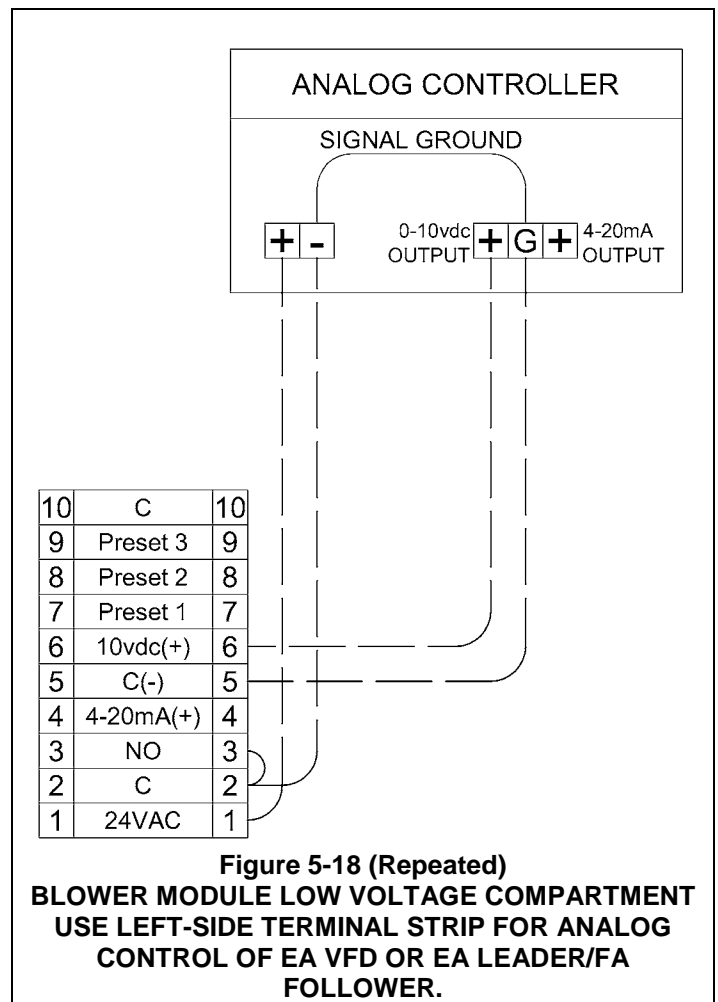 ANALOG CONTROLLER
SIGNAL GROUND
+ -
0-10vdc OUTPUT + G + 4-20mA OUTPUT
10 C 10
9 Preset 3 9
8 Preset 2 8
7 Preset 1 7
6 10vdc(+) 6
5 C(-) 5
4 4-20mA(+) 4
3 NO 3
2 C 2
1 24VAC 1
Figure 5-18 (Repeated)
BLOWER MODULE LOW VOLTAGE COMPARTMENT
USE LEFT-SIDE TERMINAL STRIP FOR ANALOG
CONTROL OF EA VFD OR EA LEADER/FA
FOLLOWER.